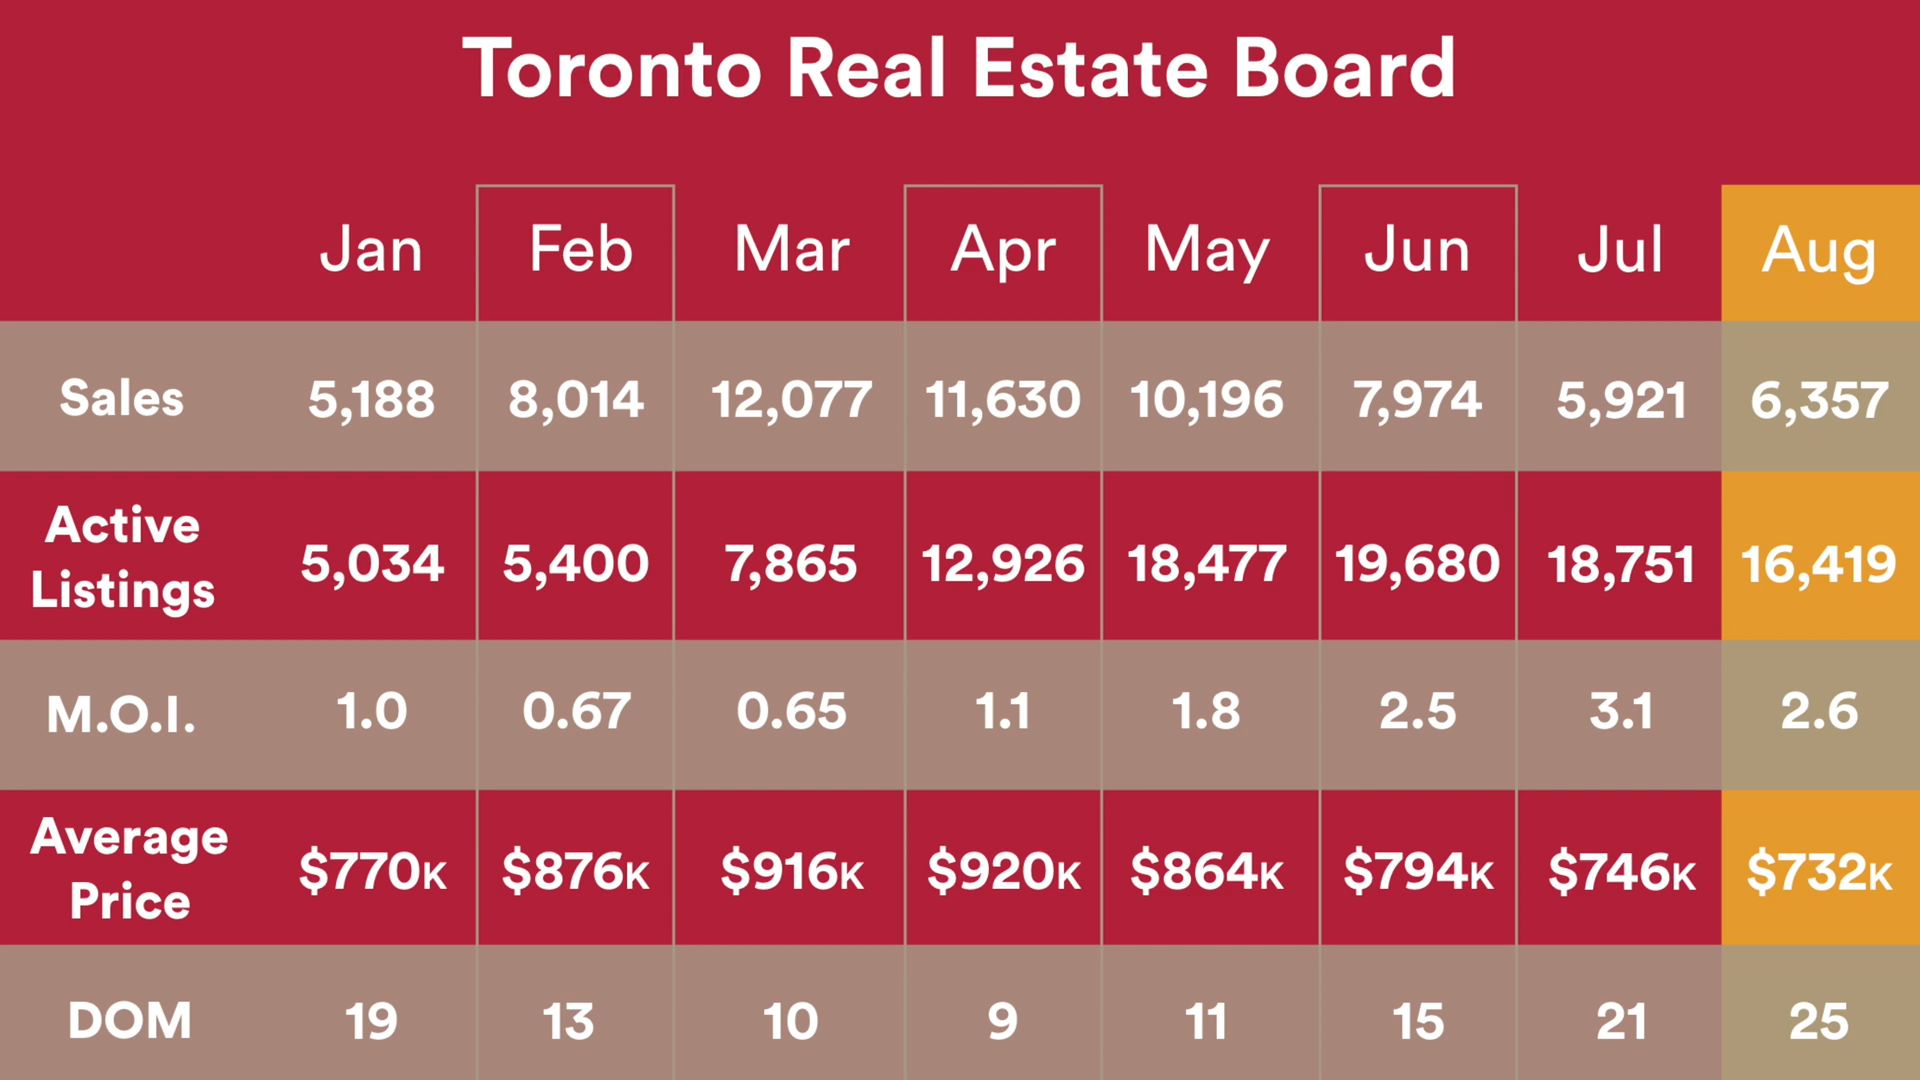 Toronto Real Estate Board
Jan Feb Mar Apr May Jun Jul Aug
Sales 5,188 8,014 12,077 11,630 10,196 7,974 5,921 6,357
Active
Listings 5,034 5,400 7,865 12,926 18,477 19,680 18,751 16,419
M.O.I. 1.0 0.67 0.65 1.1 1.8 2.5 3.1 2.6
Average
Price $770K $876K $916K $920K $864K $794K $746K $732K
DOM 19 13 10 9 11 15 21 25